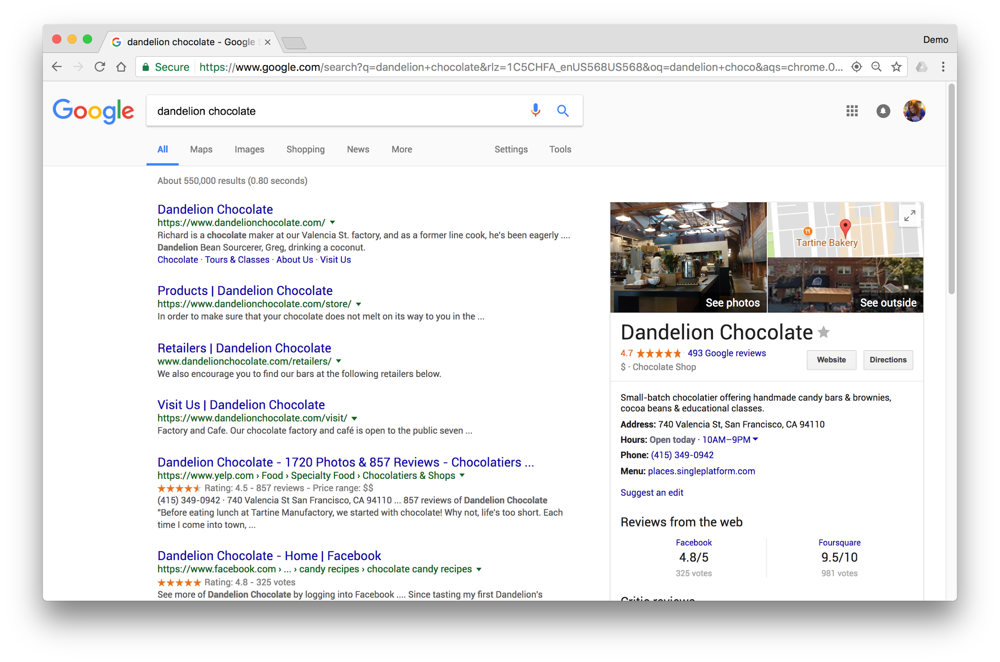 dandelion chocolate - Google S
Demo
Secure
https://www.google.com/search?q=dandelion+chocolate&rlz=1C5CHFA_enUS568US568&oq=dandelion+choco&aqs=chrome.0...
Google
dandelion chocolate
All Maps Images Shopping News More Settings Tools
About 550,000 results (0.80 seconds)
Dandelion Chocolate
https://www.dandelionchocolate.com/
Richard is a chocolate maker at our Valencia St. factory, and as a former line cook, he's been eagerly ....
Dandelion Bean Sourcerer, Greg, drinking a coconut.
Chocolate · Tours & Classes · About Us · Visit Us
Products | Dandelion Chocolate
https://www.dandelionchocolate.com/store/
In order to make sure that your chocolate does not melt on its way to you in the ...
Retailers | Dandelion Chocolate
www.dandelionchocolate.com/retailers/
We also encourage you to find our bars at the following retailers below.
Visit Us | Dandelion Chocolate
https://www.dandelionchocolate.com/visit/
Factory and Cafe. Our chocolate factory and café is open to the public seven ...
Dandelion Chocolate - 1720 Photos & 857 Reviews - Chocolatiers ...
https://www.yelp.com › Food › Specialty Food › Chocolatiers & Shops
Rating: 4.5 - 857 reviews - Price range: $$
(415) 349-0942 · 740 Valencia St San Francisco, CA 94110 ... 857 reviews of Dandelion Chocolate
"Before eating lunch at Tartine Manufactory, we started with chocolate! Why not, life's too short. Each
time I come into town, ...
Dandelion Chocolate - Home | Facebook
https://www.facebook.com › ... › candy recipes › chocolate candy recipes
Rating: 4.8 - 325 votes
See more of Dandelion Chocolate by logging into Facebook .... Since tasting my first Dandelion's
Tartine Bakery
See photos
See outside
Dandelion Chocolate
4.7 493 Google reviews
$ · Chocolate Shop
Website
Directions
Small-batch chocolatier offering handmade candy bars & brownies,
cocoa beans & educational classes.
Address: 740 Valencia St, San Francisco, CA 94110
Hours: Open today · 10AM–9PM
Phone: (415) 349-0942
Menu: places.singleplatform.com
Suggest an edit
Reviews from the web
Facebook
4.8/5
325 votes
Foursquare
9.5/10
981 votes
Critic reviews